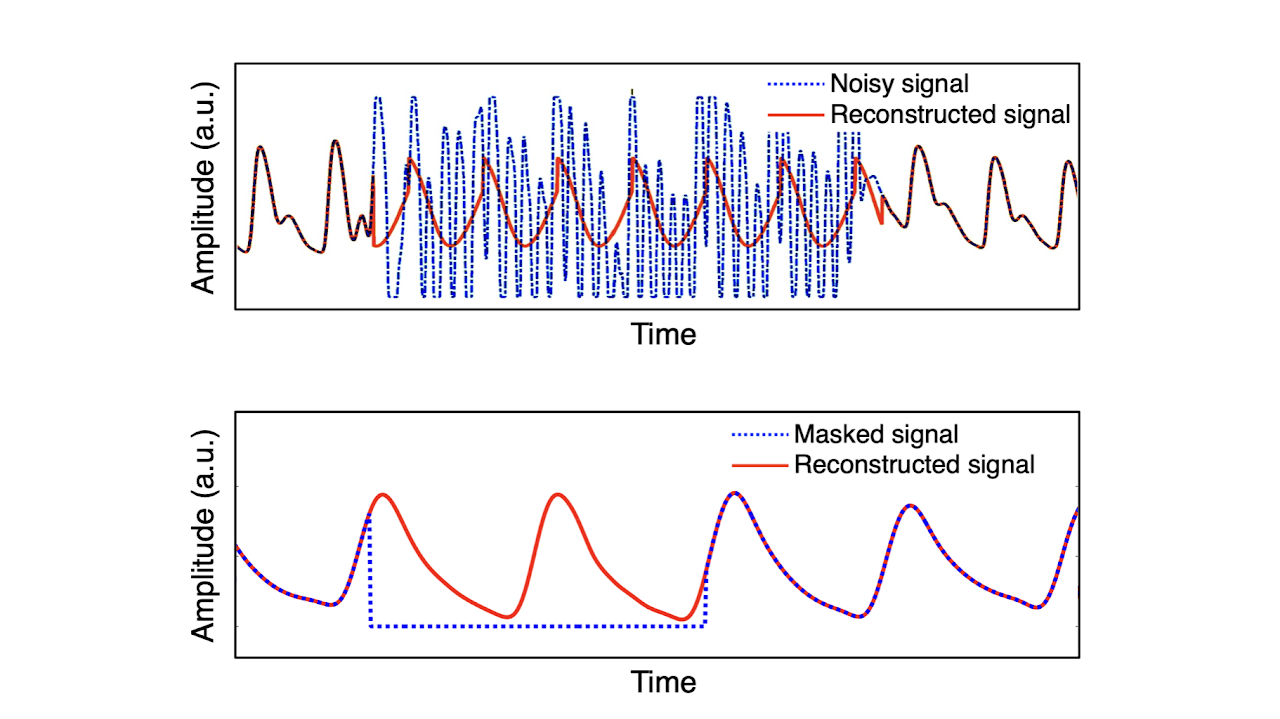 Noisy signal
Reconstructed signal
Amplitude (a.u.)
Time
Masked signal
Reconstructed signal
Amplitude (a.u.)
Time